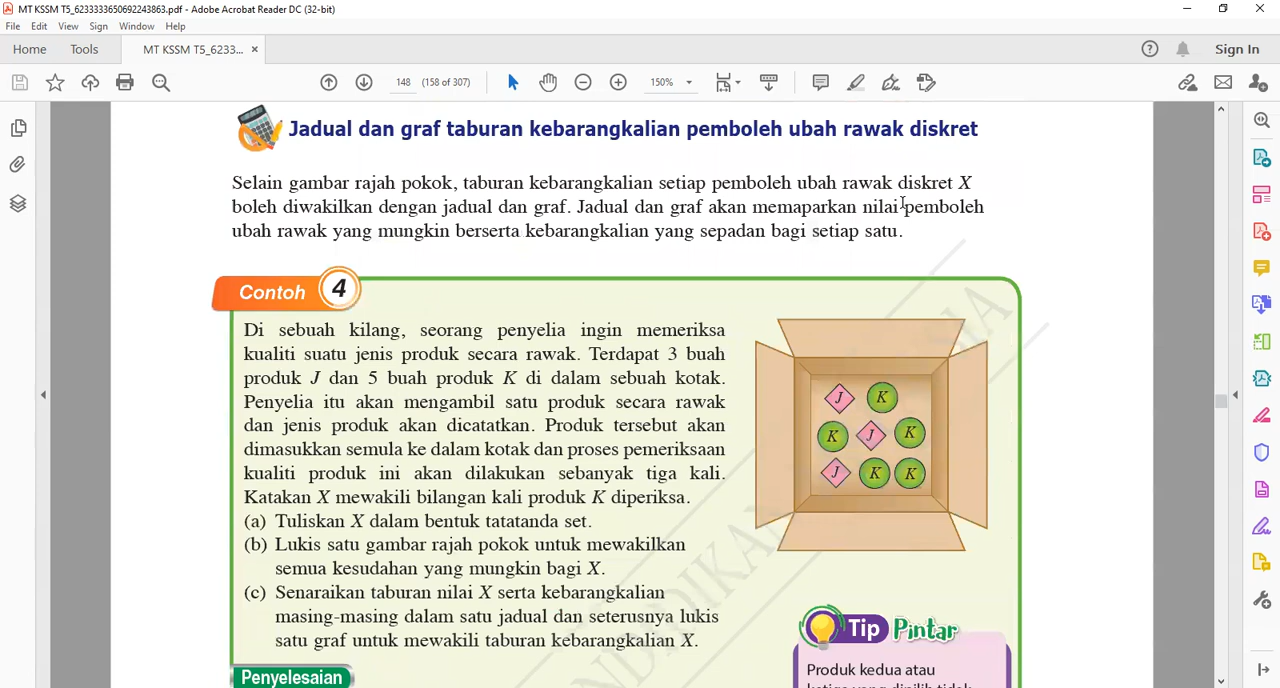 MT KSSM T5_6233333650692243863.pdf - Adobe Acrobat Reader DC (32-bit)
File Edit View Sign Window Help
Home Tools MT KSSM T5_6233... × Sign In
148 (158 of 307) 150%
Jadual dan graf taburan kebarangkalian pemboleh ubah rawak diskret
Selain gambar rajah pokok, taburan kebarangkalian setiap pemboleh ubah rawak diskret X
boleh diwakilkan dengan jadual dan graf. Jadual dan graf akan memaparkan nilai pemboleh
ubah rawak yang mungkin berserta kebarangkalian yang sepadan bagi setiap satu.
Contoh 4
Di sebuah kilang, seorang penyelia ingin memeriksa
kualiti suatu jenis produk secara rawak. Terdapat 3 buah
produk J dan 5 buah produk K di dalam sebuah kotak.
Penyelia itu akan mengambil satu produk secara rawak
dan jenis produk akan dicatatkan. Produk tersebut akan
dimasukkan semula ke dalam kotak dan proses pemeriksaan
kualiti produk ini akan dilakukan sebanyak tiga kali.
Katakan X mewakili bilangan kali produk K diperiksa.
(a) Tuliskan X dalam bentuk tatatanda set.
(b) Lukis satu gambar rajah pokok untuk mewakilkan
semua kesudahan yang mungkin bagi X.
(c) Senaraikan taburan nilai X serta kebarangkalian
masing-masing dalam satu jadual dan seterusnya lukis
satu graf untuk mewakili taburan kebarangkalian X.
J K
K J K
J K K
Penyelesaian
Tip Pintar
Produk kedua atau
ketiga yang dipilih tidak